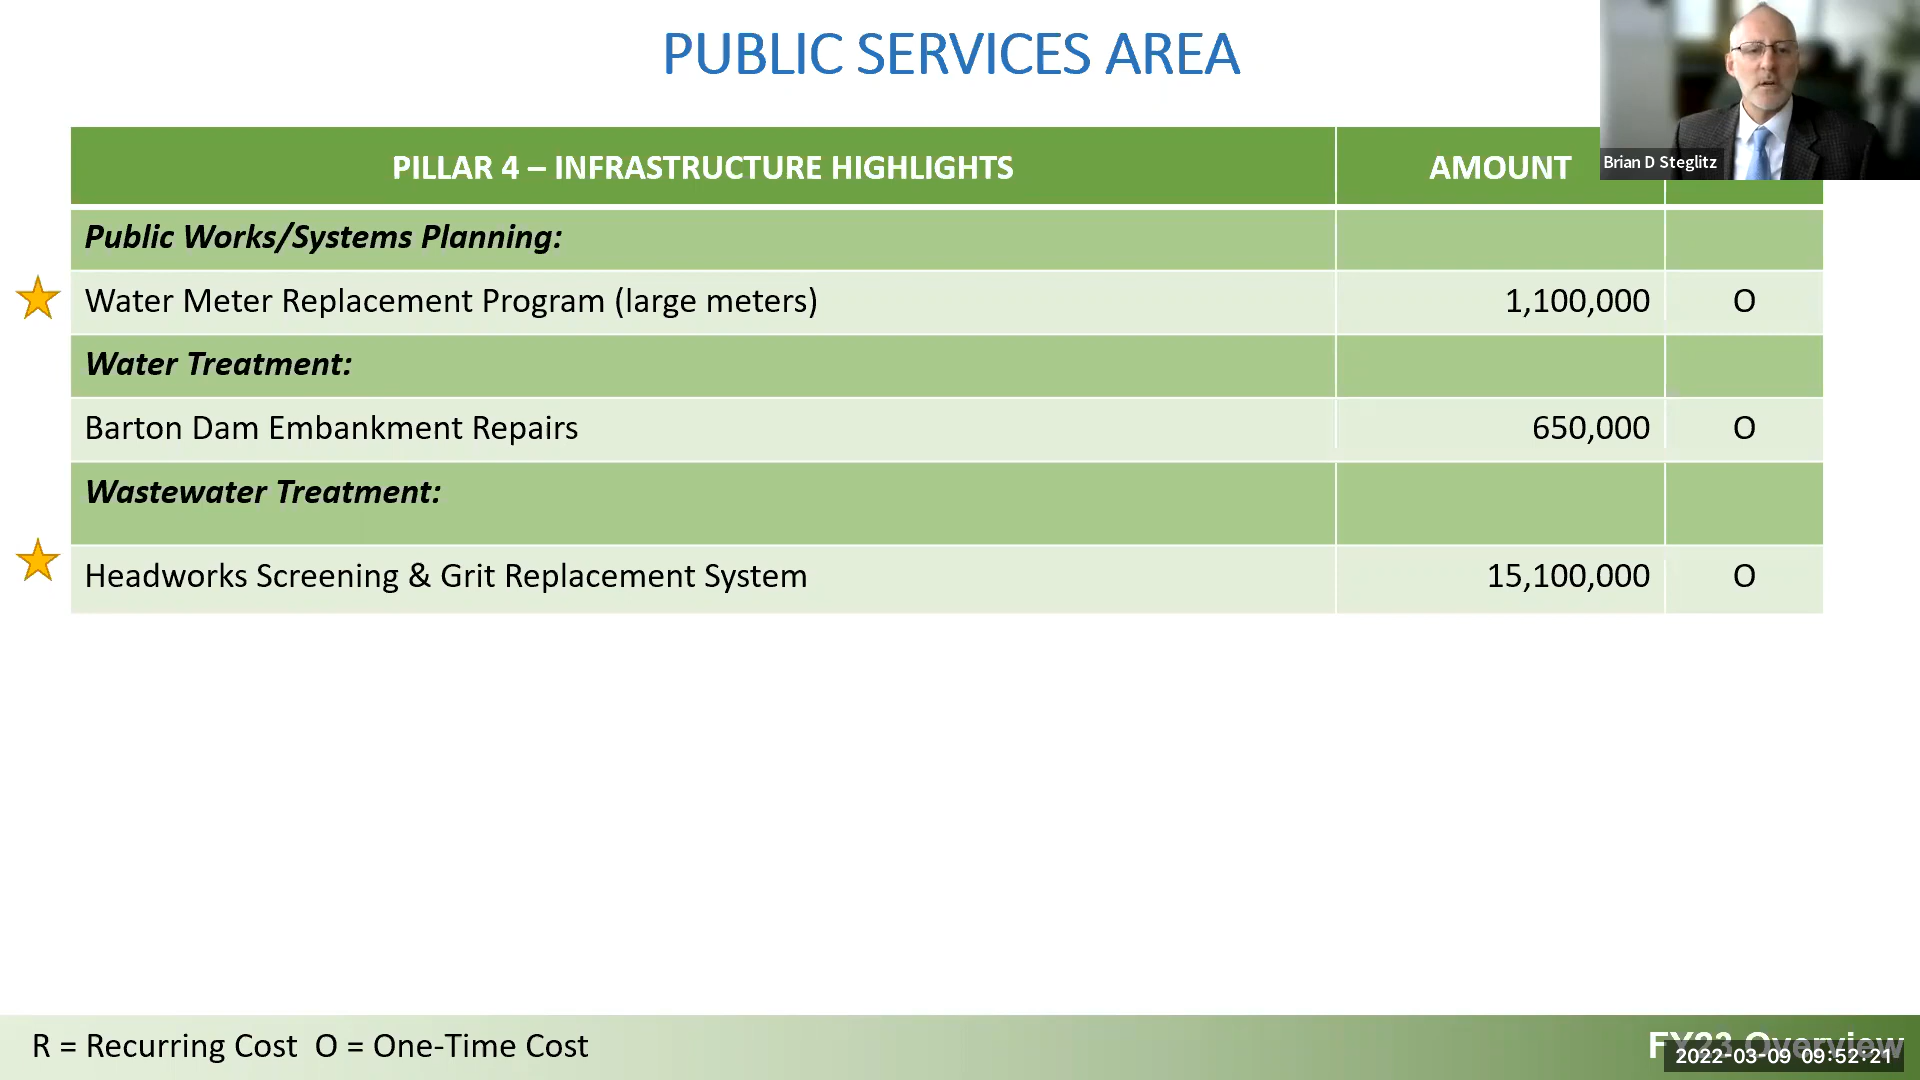 PUBLIC SERVICES AREA
Brian D Steglitz
PILLAR 4 – INFRASTRUCTURE HIGHLIGHTS AMOUNT
Public Works/Systems Planning:
Water Meter Replacement Program (large meters) 1,100,000 O
Water Treatment:
Barton Dam Embankment Repairs 650,000 O
Wastewater Treatment:
Headworks Screening & Grit Replacement System 15,100,000 O
R = Recurring Cost O = One-Time Cost
FY23 Overview
2022-03-09 09:52:21